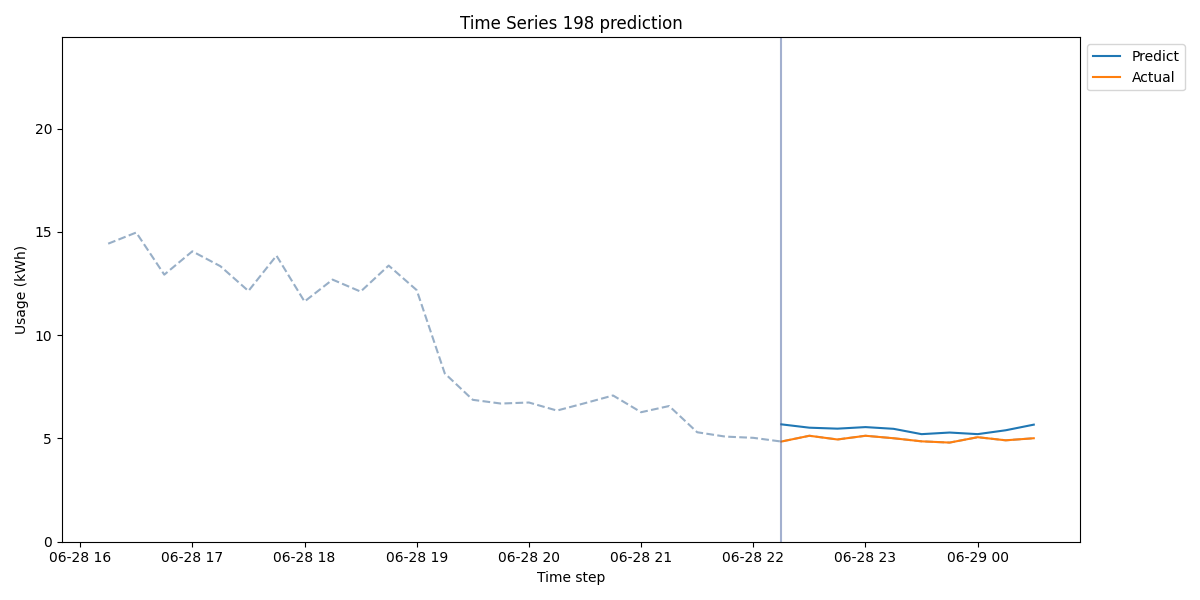 Time Series 198 prediction
Predict
Actual
Usage (kWh)
20
15
10
5
0
06-28 16 06-28 17 06-28 18 06-28 19 06-28 20 06-28 21 06-28 22 06-28 23 06-29 00
Time step